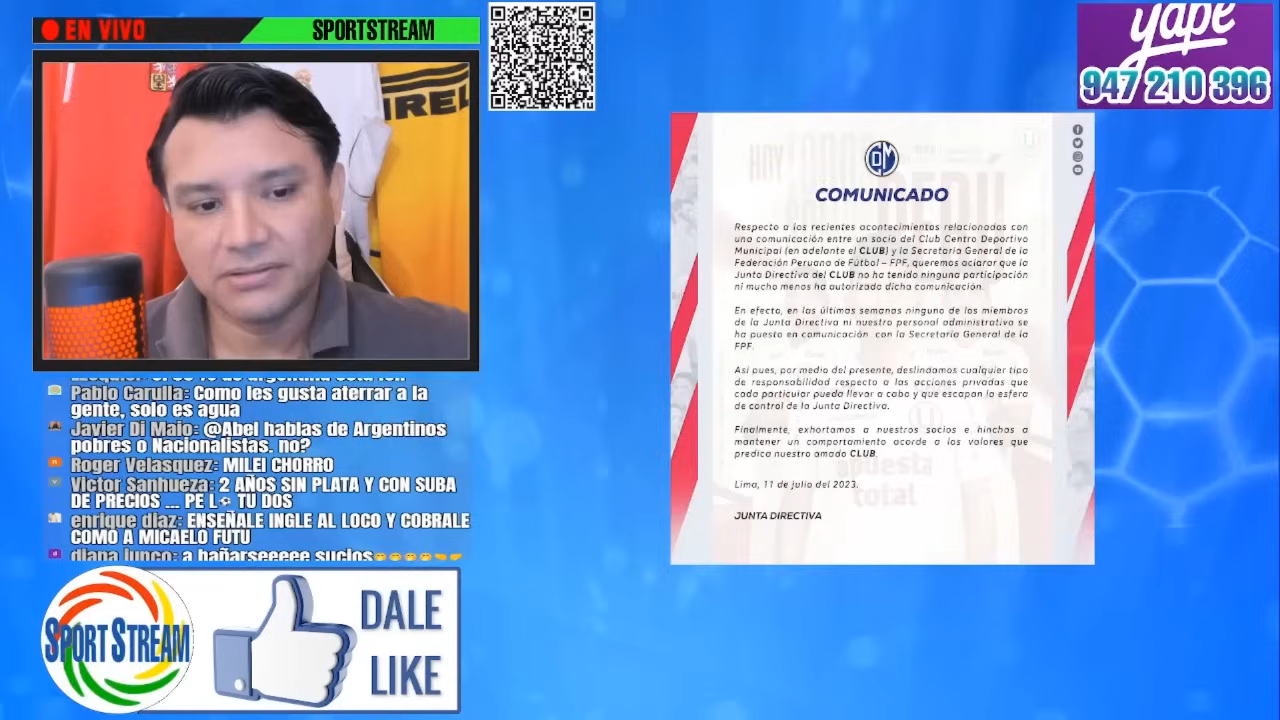 EN VIVO
SPORTSTREAM
yape
947 210 396
IREL
DM
COMUNICADO
Respecto a los recientes acontecimientos relacionadas con
una comunicación entre un socio del Club Centro Deportivo
Municipal (en adelante el CLUB) y la Secretaria General de la
Federación Peruana de Fútbol – FPF, queremos aclarar que la
Junta Directiva del CLUB no ha tenido ninguna participación
ni mucho menos ha autorizado dicha comunicación.
En efecto, en las últimas semanas ninguno de los miembros
de la Junta Directiva ni nuestro personal administrativo se
ha puesto en comunicación con la Secretaria General de la
FPF.
Así pues, por medio del presente, deslindamos cualquier tipo
de responsabilidad respecto a las acciones privadas que
cada particular pueda llevar a cabo y que escapan la esfera
de control de la Junta Directiva.
Finalmente, exhortamos a nuestros socios e hinchas a
mantener un comportamiento acorde a los valores que
predica nuestro amado CLUB.
Lima, 11 de julio del 2023.
JUNTA DIRECTIVA
HOY
apuesta
total
Pablo Carulla: Como les gusta aterrar a la
gente, solo es agua
Javier Di Maio: @Abel hablas de Argentinos
pobres o Nacionalistas. no?
Roger Velasquez: MILEI CHORRO
Victor Sanhueza: 2 AÑOS SIN PLATA Y CON SUBA
DE PRECIOS ... PE L⚽ TU DOS
enrique diaz: ENSEÑALE INGLE AL LOCO Y COBRALE
COMO A MICAELO FUTU
diana junco: a bañarseeeee sucios
SPORT STREAM
DALE
LIKE